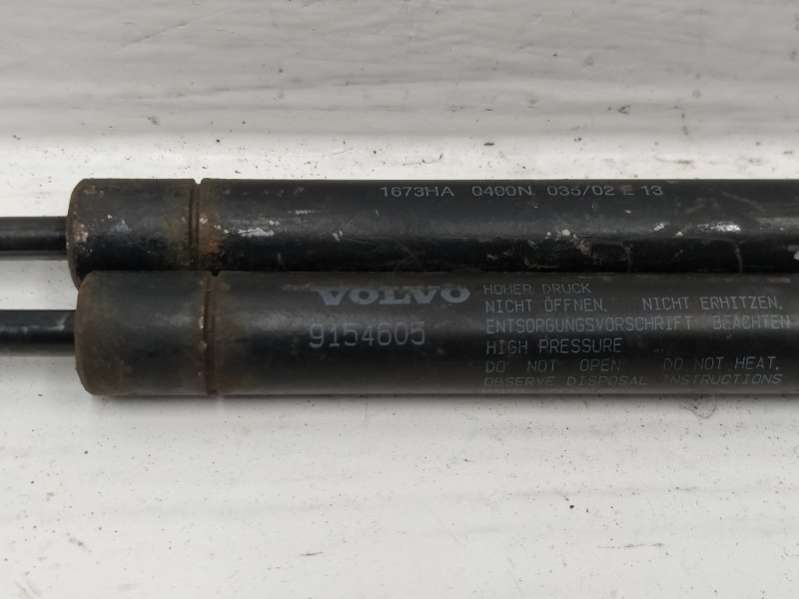 1673HA 0490N 035/02 E 13
VOLVO
9154605
HOHER DRUCK
NICHT ÖFFNEN. NICHT ERHITZEN.
ENTSORGUNGSVORSCHRIFT BEACHTEN
HIGH PRESSURE
DO NOT OPEN DO NOT HEAT.
OBSERVE DISPOSAL INSTRUCTIONS